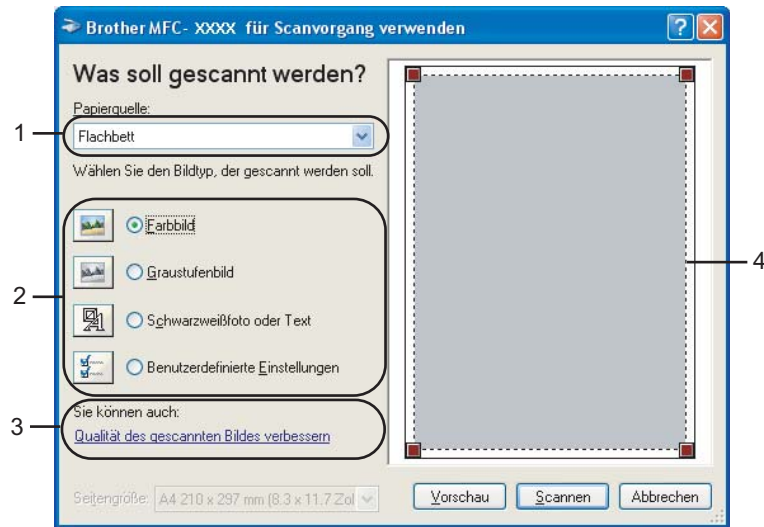 Brother MFC- XXXX für Scanvorgang verwenden
Was soll gescannt werden?
Papierquelle:
1
Flachbett
Wählen Sie den Bildtyp, der gescannt werden soll.
Farbbild
Graustufenbild
2
Schwarzweißfoto oder Text
Benutzerdefinierte Einstellungen
3
Sie können auch:
Qualität des gescannten Bildes verbessern
4
Seitengröße: A4 210 x 297 mm (8.3 x 11.7 Zol
Vorschau
Scannen
Abbrechen